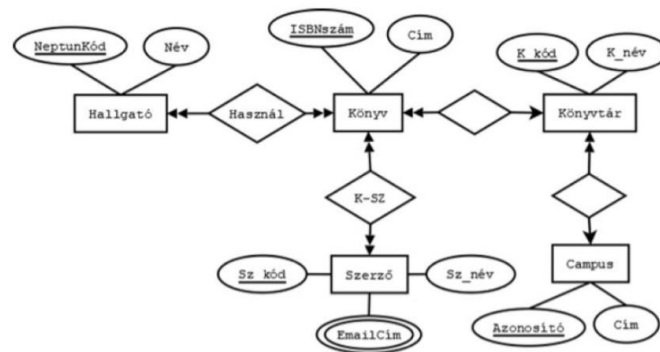 NeptunKód
Név
ISBNszám
Cím
K_kód
K_név
Hallgató
Használ
Könyv
Könyvtár
K-SZ
Sz_kód
Szerző
Sz_név
Campus
EmailCím
Azonosító
Cím